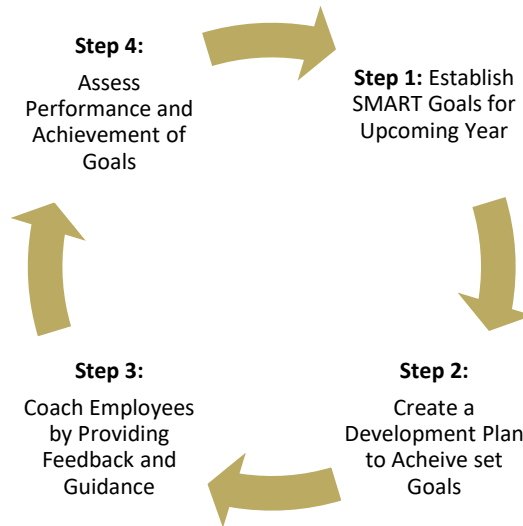 Step 4:
Assess
Performance and
Achievement of
Goals
Step 1: Establish
SMART Goals for
Upcoming Year
Step 3:
Coach Employees
by Providing
Feedback and
Guidance
Step 2:
Create a
Development Plan
to Acheive set
Goals